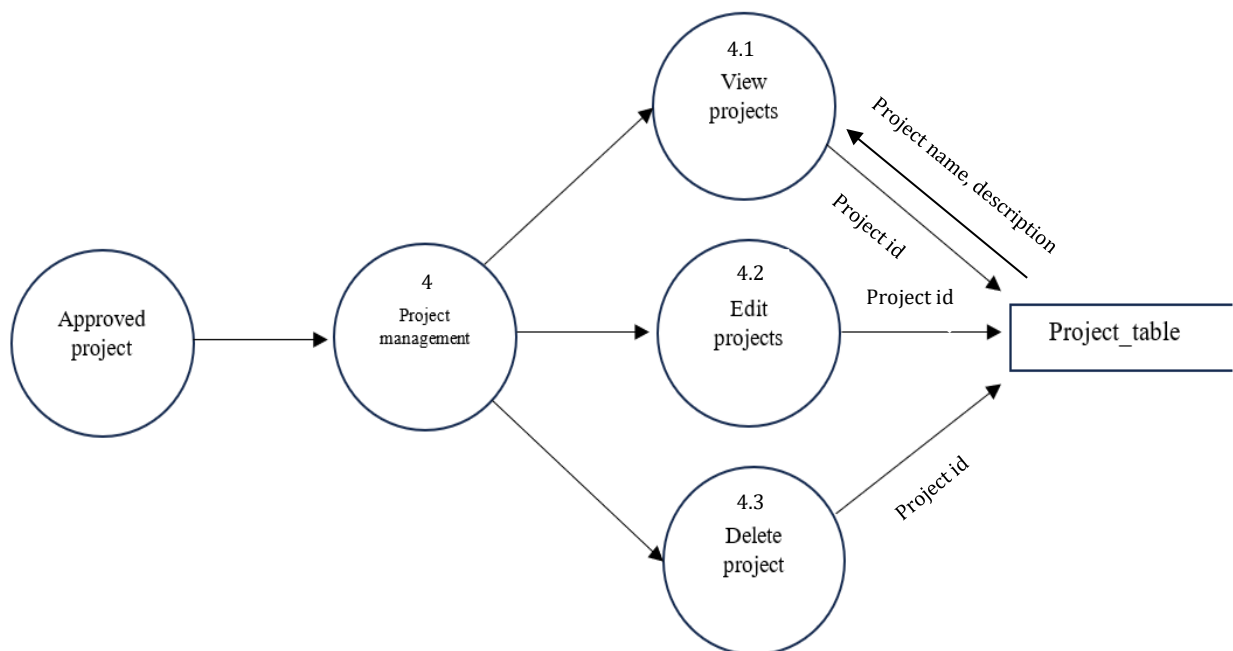 Approved
project
4
Project
management
4.1
View
projects
4.2
Edit
projects
4.3
Delete
project
Project name, description
Project id
Project id
Project id
Project_table